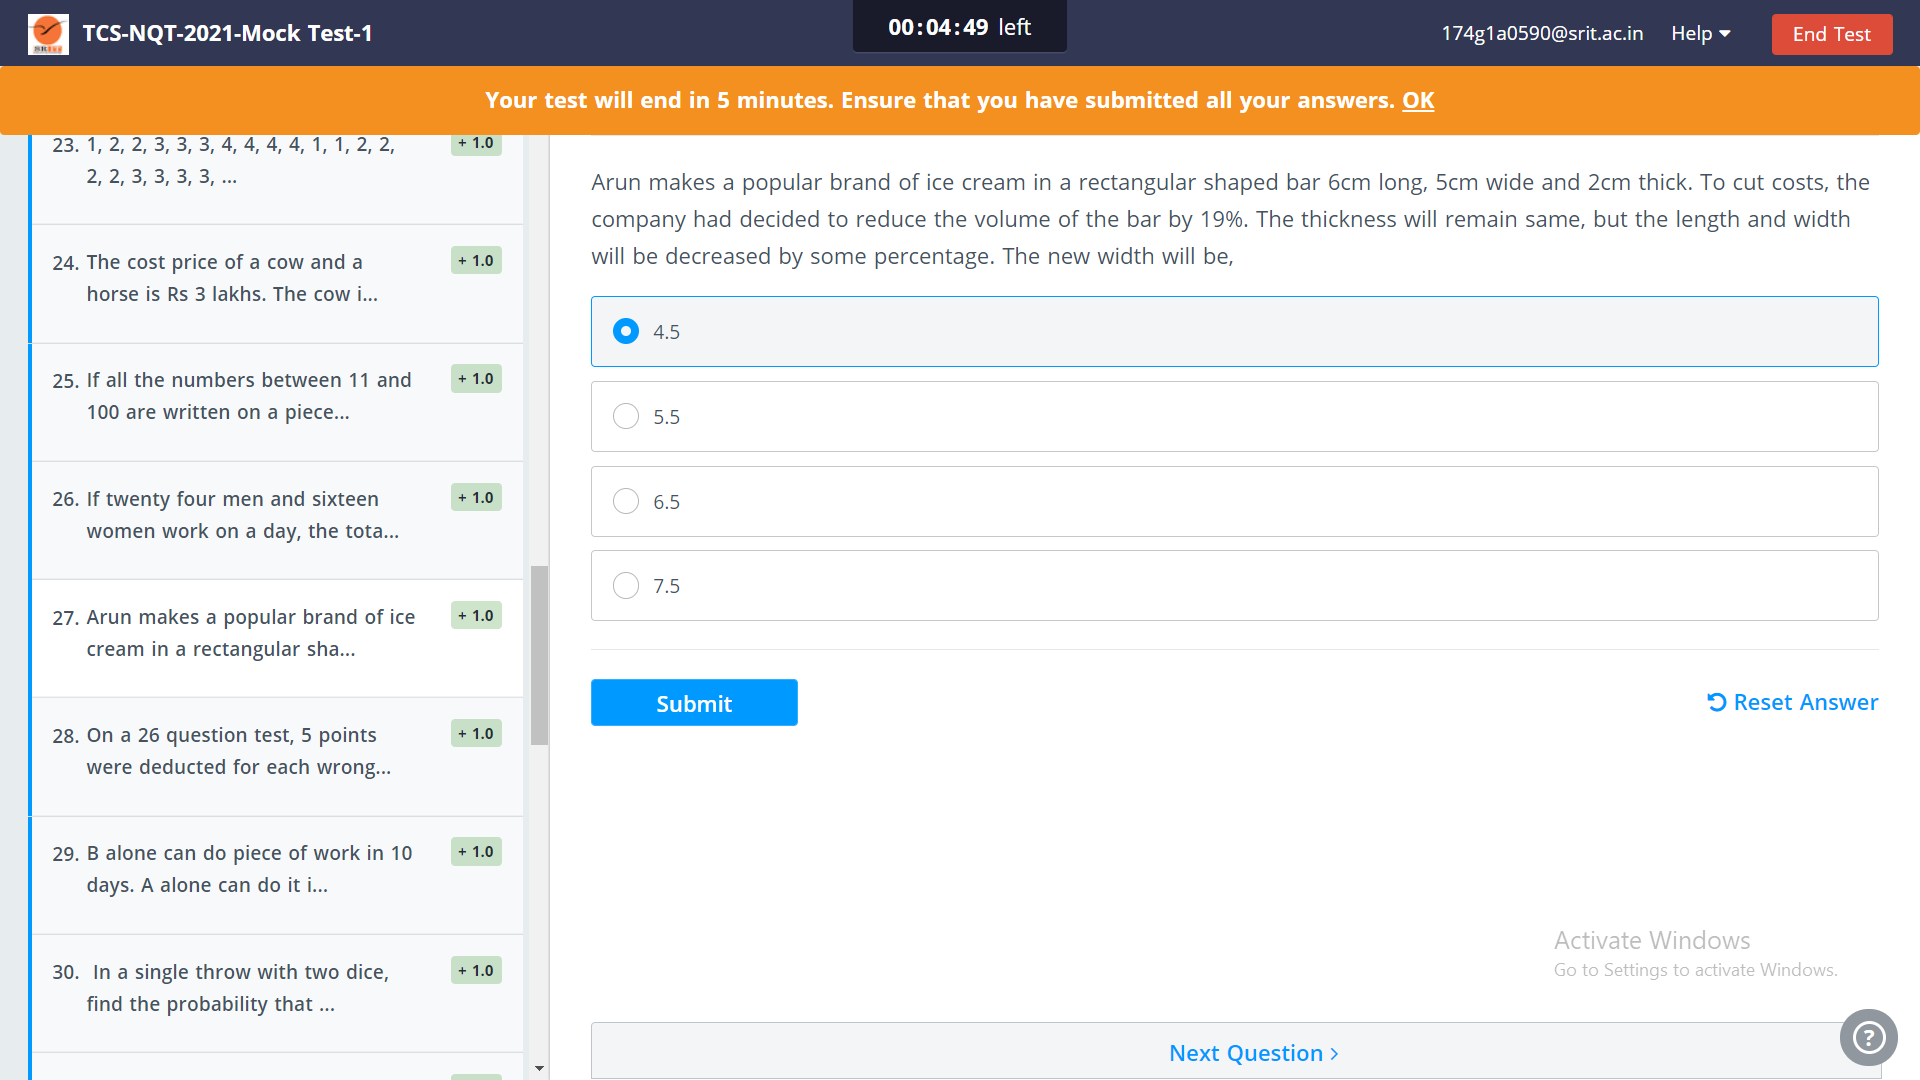 TCS-NQT-2021-Mock Test-1
00:04:49 left
174g1a0590@srit.ac.in
Help
End Test
Your test will end in 5 minutes. Ensure that you have submitted all your answers. OK
23. 1, 2, 2, 3, 3, 3, 4, 4, 4, 4, 1, 1, 2, 2,
2, 2, 3, 3, 3, 3, ...
+ 1.0
24. The cost price of a cow and a
horse is Rs 3 lakhs. The cow i...
+ 1.0
25. If all the numbers between 11 and
100 are written on a piece...
+ 1.0
26. If twenty four men and sixteen
women work on a day, the tota...
+ 1.0
27. Arun makes a popular brand of ice
cream in a rectangular sha...
+ 1.0
28. On a 26 question test, 5 points
were deducted for each wrong...
+ 1.0
29. B alone can do piece of work in 10
days. A alone can do it i...
+ 1.0
30. In a single throw with two dice,
find the probability that ...
+ 1.0
Arun makes a popular brand of ice cream in a rectangular shaped bar 6cm long, 5cm wide and 2cm thick. To cut costs, the
company had decided to reduce the volume of the bar by 19%. The thickness will remain same, but the length and width
will be decreased by some percentage. The new width will be,
4.5
5.5
6.5
7.5
Submit
Reset Answer
Activate Windows
Go to Settings to activate Windows.
Next Question >
?